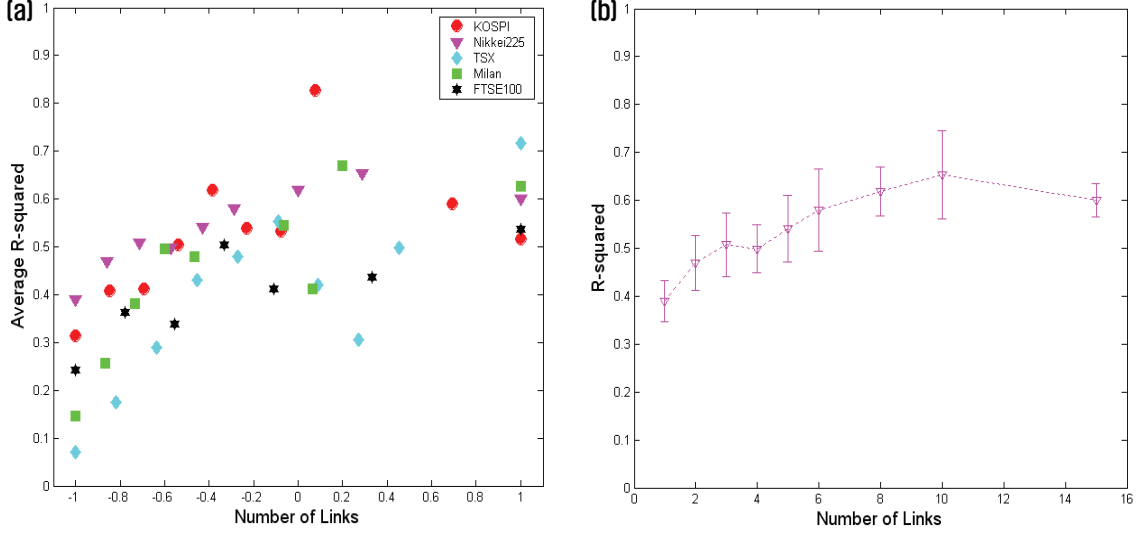 (a)
Average R-squared
1
0.9
0.8
0.7
0.6
0.5
0.4
0.3
0.2
0.1
0
KOSPI
Nikkei225
TSX
Milan
FTSE100
-1 -0.8 -0.6 -0.4 -0.2 0 0.2 0.4 0.6 0.8 1
Number of Links
(b)
R-squared
1
0.9
0.8
0.7
0.6
0.5
0.4
0.3
0.2
0.1
0
0 2 4 6 8 10 12 14 16
Number of Links